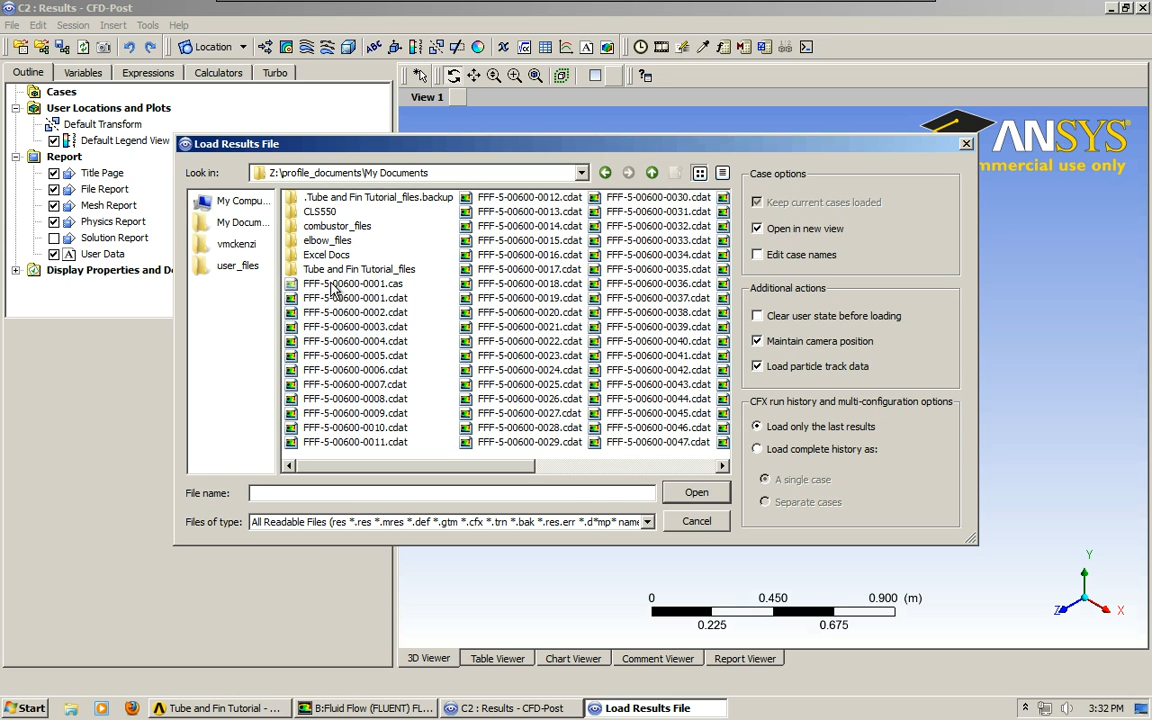 C2 : Results - CFD-Post
File Edit Session Insert Tools Help
Location
Outline Variables Expressions Calculators Turbo
Cases
User Locations and Plots
Default Transform
Default Legend View
Report
Title Page
File Report
Mesh Report
Physics Report
Solution Report
User Data
Display Properties and De
View 1
ANSYS
mmercial use only
Load Results File
Look in: Z:\profile_documents\My Documents
My Compu...
My Docum...
vmckenzi
user_files
.Tube and Fin Tutorial_files.backup
CLS550
combustor_files
elbow_files
Excel Docs
Tube and Fin Tutorial_files
FFF-5-00600-0001.cas
FFF-5-00600-0001.cdat
FFF-5-00600-0002.cdat
FFF-5-00600-0003.cdat
FFF-5-00600-0004.cdat
FFF-5-00600-0005.cdat
FFF-5-00600-0006.cdat
FFF-5-00600-0007.cdat
FFF-5-00600-0008.cdat
FFF-5-00600-0009.cdat
FFF-5-00600-0010.cdat
FFF-5-00600-0011.cdat
FFF-5-00600-0012.cdat
FFF-5-00600-0013.cdat
FFF-5-00600-0014.cdat
FFF-5-00600-0015.cdat
FFF-5-00600-0016.cdat
FFF-5-00600-0017.cdat
FFF-5-00600-0018.cdat
FFF-5-00600-0019.cdat
FFF-5-00600-0020.cdat
FFF-5-00600-0021.cdat
FFF-5-00600-0022.cdat
FFF-5-00600-0023.cdat
FFF-5-00600-0024.cdat
FFF-5-00600-0025.cdat
FFF-5-00600-0026.cdat
FFF-5-00600-0027.cdat
FFF-5-00600-0028.cdat
FFF-5-00600-0029.cdat
FFF-5-00600-0030.cdat
FFF-5-00600-0031.cdat
FFF-5-00600-0032.cdat
FFF-5-00600-0033.cdat
FFF-5-00600-0034.cdat
FFF-5-00600-0035.cdat
FFF-5-00600-0036.cdat
FFF-5-00600-0037.cdat
FFF-5-00600-0038.cdat
FFF-5-00600-0039.cdat
FFF-5-00600-0040.cdat
FFF-5-00600-0041.cdat
FFF-5-00600-0042.cdat
FFF-5-00600-0043.cdat
FFF-5-00600-0044.cdat
FFF-5-00600-0045.cdat
FFF-5-00600-0046.cdat
FFF-5-00600-0047.cdat
File name: Open
Files of type: All Readable Files (res *.res *.mres *.def *.gtm *.cfx *.trn *.bak *.res.err *.d*mp* name Cancel
Case options
Keep current cases loaded
Open in new view
Edit case names
Additional actions
Clear user state before loading
Maintain camera position
Load particle track data
CFX run history and multi-configuration options
Load only the last results
Load complete history as:
A single case
Separate cases
0 0.450 0.900 (m)
0.225 0.675
Y
Z X
3D Viewer Table Viewer Chart Viewer Comment Viewer Report Viewer
Start Tube and Fin Tutorial - ... B:Fluid Flow (FLUENT) FL... C2 : Results - CFD-Post Load Results File 3:32 PM